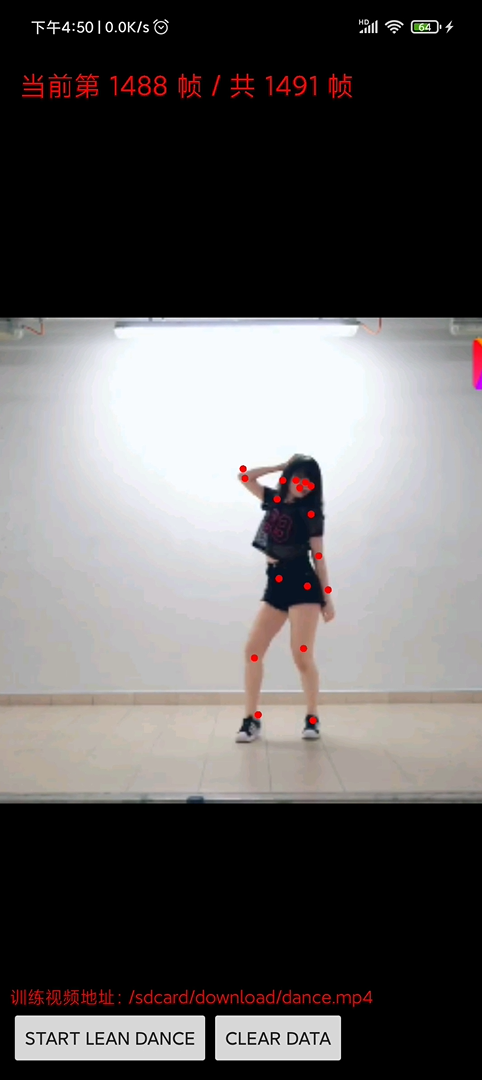 下午4:50 | 0.0K/s
HD
64
当前第 1488 帧 / 共 1491 帧
训练视频地址：/sdcard/download/dance.mp4
START LEAN DANCE
CLEAR DATA